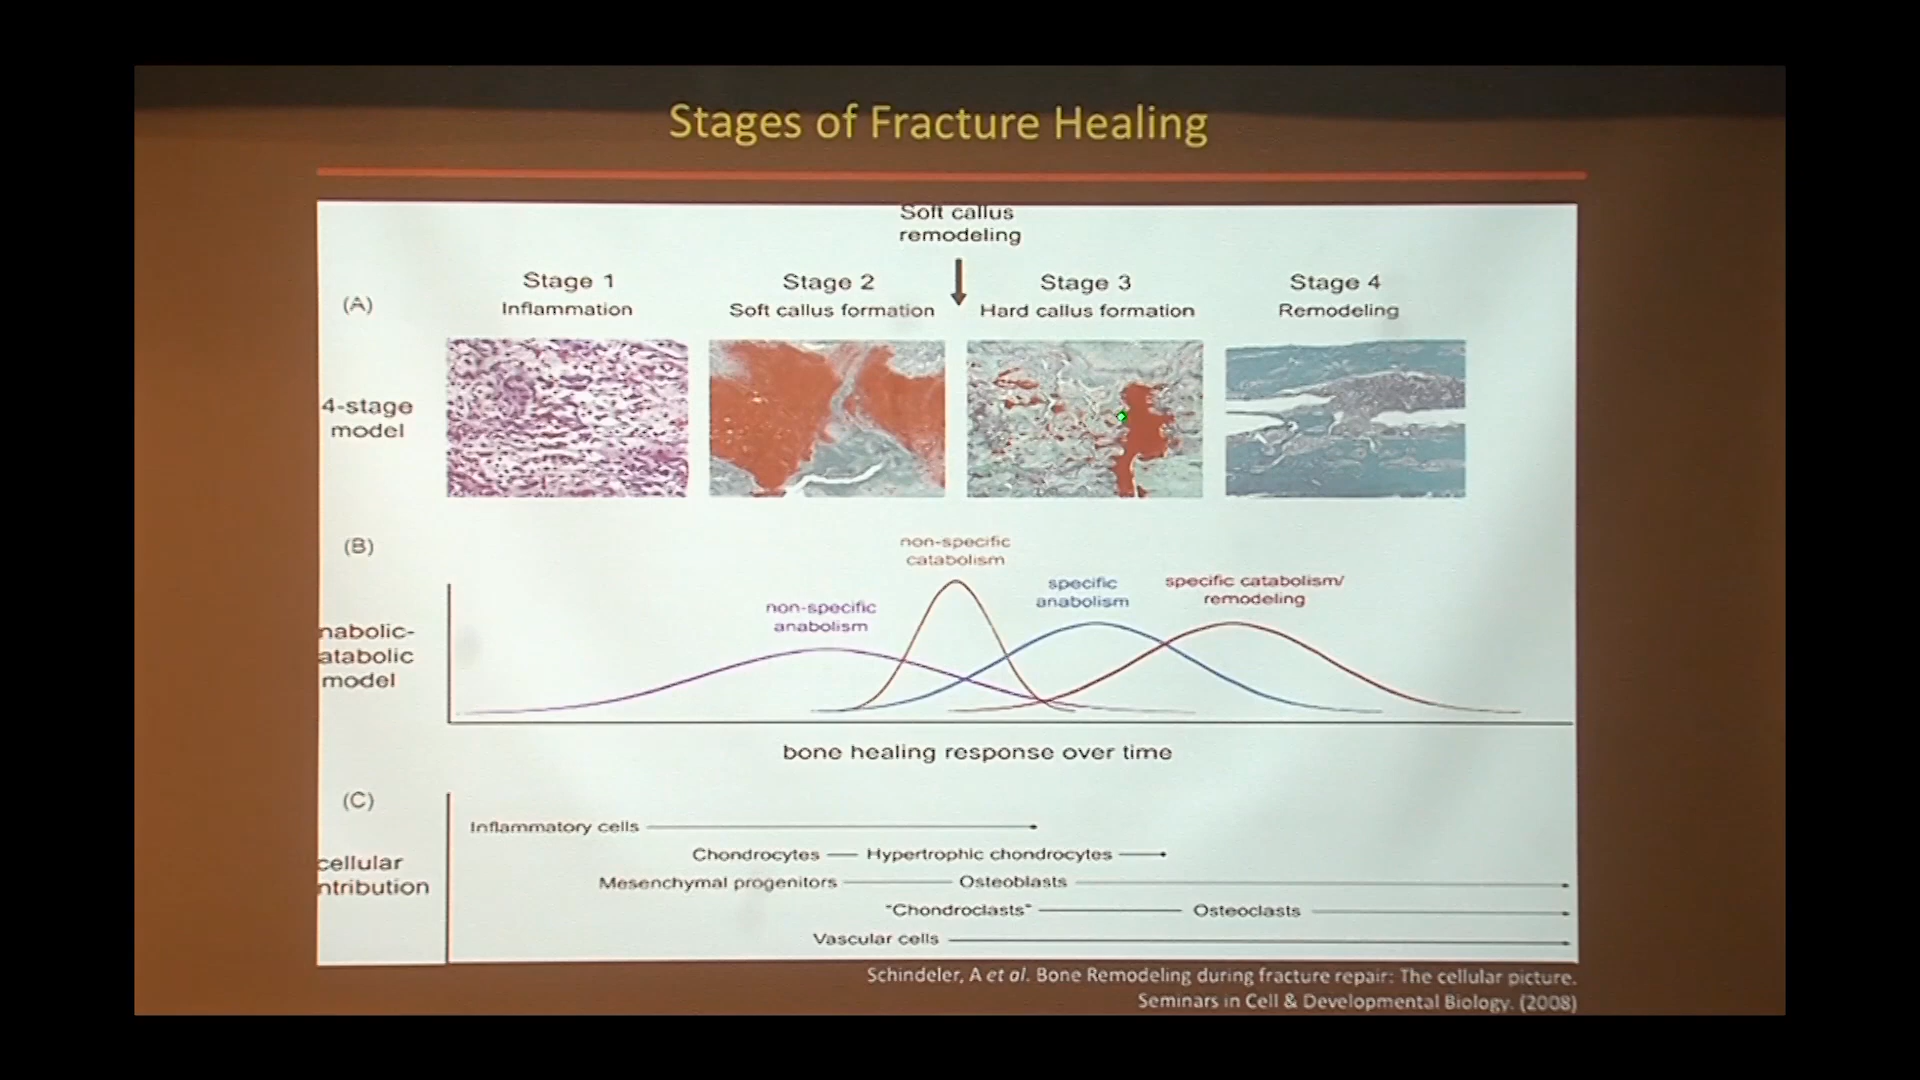 Stages of Fracture Healing
Soft callus
remodeling
Stage 1
Stage 2
Stage 3
Stage 4
(A)
Inflammation
Soft callus formation
Hard callus formation
Remodeling
4-stage
model
(B)
non-specific
catabolism
specific
anabolism
specific catabolism/
remodeling
non-specific
anabolism
nabolic-
atabolic
model
bone healing response over time
(C)
Inflammatory cells
Chondrocytes
Hypertrophic chondrocytes
cellular
ntribution
Mesenchymal progenitors
Osteoblasts
"Chondroclasts"
Osteoclasts
Vascular cells
Schindeler, A et al. Bone Remodeling during fracture repair: The cellular picture.
Seminars in Cell & Developmental Biology. (2008)